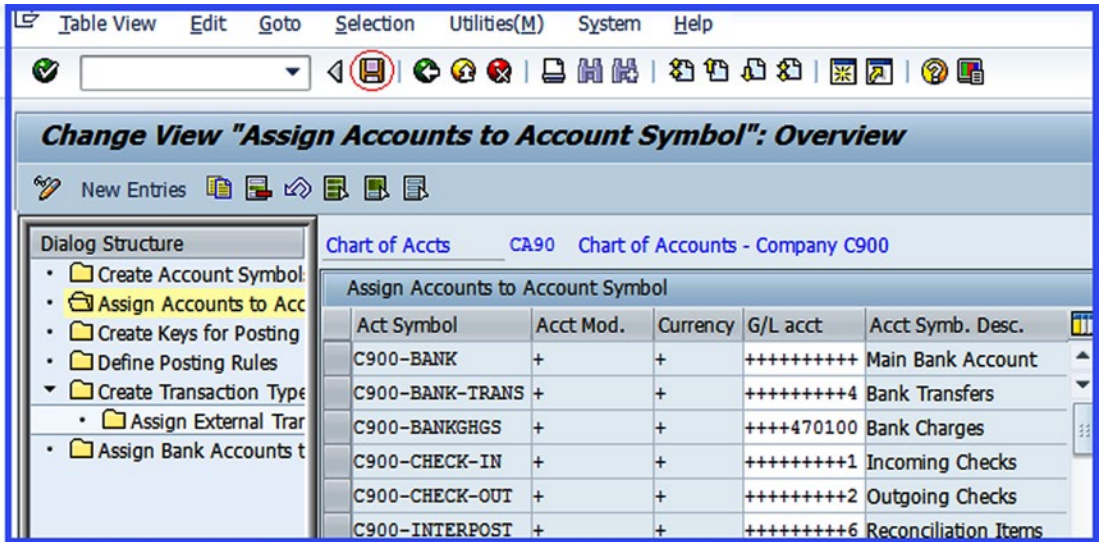 Table View Edit Goto Selection Utilities(M) System Help
Change View "Assign Accounts to Account Symbol": Overview
New Entries
Dialog Structure
Create Account Symbol
Assign Accounts to Acc
Create Keys for Posting
Define Posting Rules
Create Transaction Type
Assign External Tran
Assign Bank Accounts t
Chart of Accts CA90 Chart of Accounts - Company C900
Assign Accounts to Account Symbol
Act Symbol Acct Mod. Currency G/L acct Acct Symb. Desc.
C900-BANK + + ++++++++++ Main Bank Account
C900-BANK-TRANS + + +++++++++4 Bank Transfers
C900-BANKGHGS + + ++++470100 Bank Charges
C900-CHECK-IN + + +++++++++1 Incoming Checks
C900-CHECK-OUT + + +++++++++2 Outgoing Checks
C900-INTERPOST + + +++++++++6 Reconciliation Items